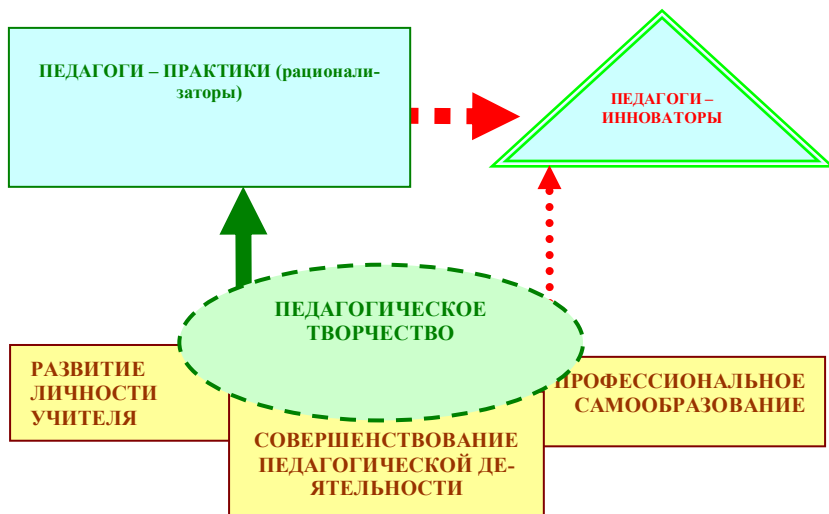 ПЕДАГОГИ – ПРАКТИКИ (рационали-
заторы)
ПЕДАГОГИ –
ИННОВАТОРЫ
ПЕДАГОГИЧЕСКОЕ
ТВОРЧЕСТВО
РАЗВИТИЕ
ЛИЧНОСТИ
УЧИТЕЛЯ
СОВЕРШЕНСТВОВАНИЕ
ПЕДАГОГИЧЕСКОЙ ДЕ-
ЯТЕЛЬНОСТИ
ПРОФЕССИОНАЛЬНОЕ
САМООБРАЗОВАНИЕ